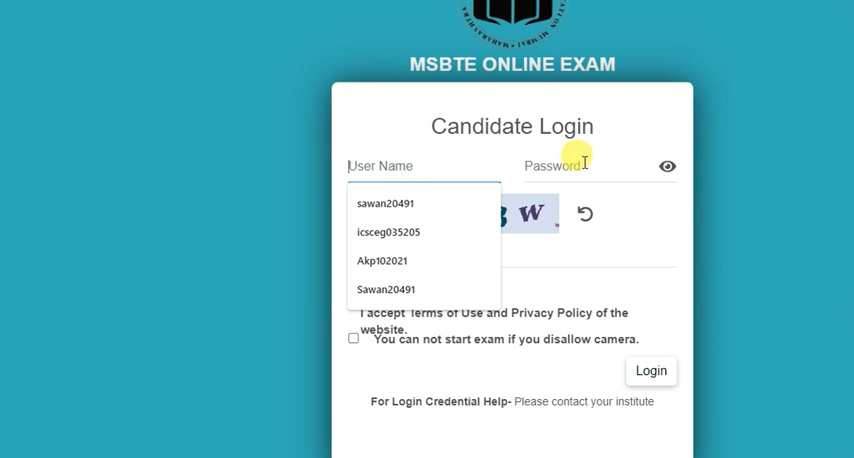 MSBTE ONLINE EXAM
Candidate Login
User Name
Password
sawan20491
icsceg035205
Akp102021
Sawan20491
W
I accept Terms of Use and Privacy Policy of the
website.
You can not start exam if you disallow camera.
Login
For Login Credential Help- Please contact your institute